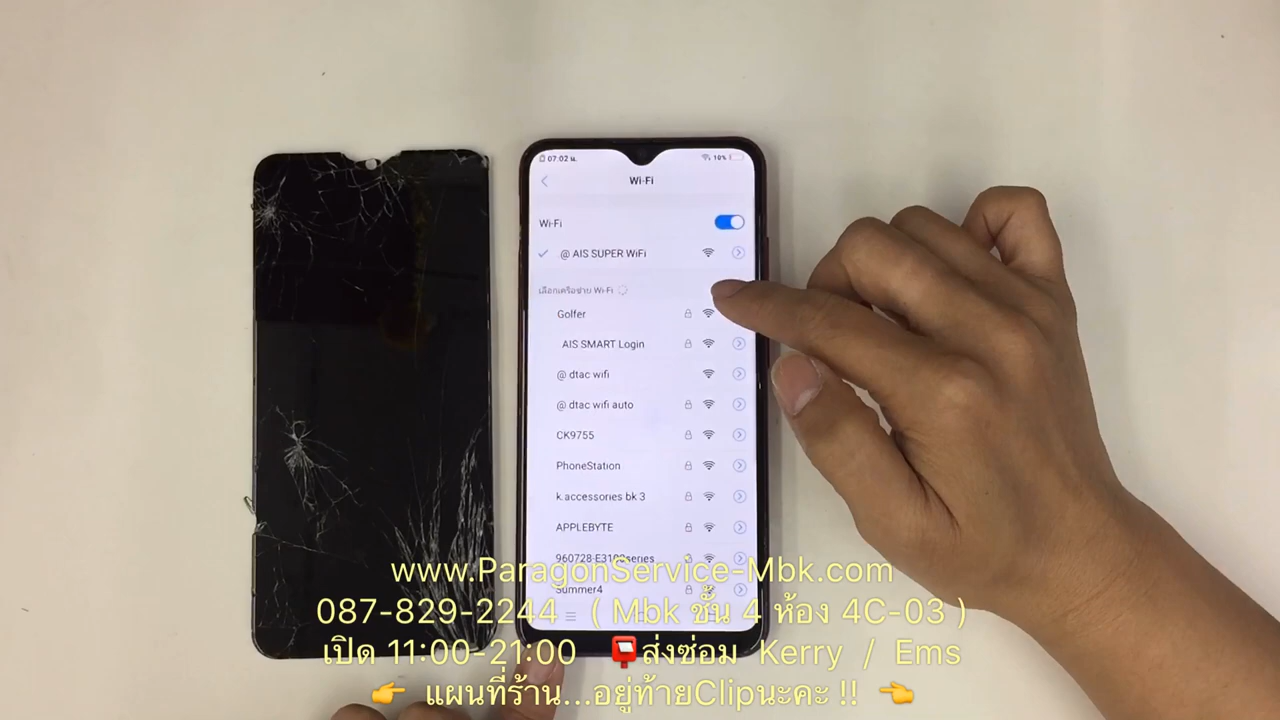 07:02 น. 10%
Wi-Fi
Wi-Fi
@ AIS SUPER WiFi
เลือกเครือข่าย Wi-Fi
Golfer
AIS SMART Login
@ dtac wifi
@ dtac wifi auto
CK9755
PhoneStation
k.accessories bk 3
APPLEBYTE
960728-E3100series
Summer4
www.ParagonService-Mbk.com
087-829-2244 ( Mbk ชั้น 4 ห้อง 4C-03 )
เปิด 11:00-21:00 📮ส่งซ่อม Kerry / Ems
👉 แผนที่ร้าน...อยู่ท้ายClipนะคะ !! 👈